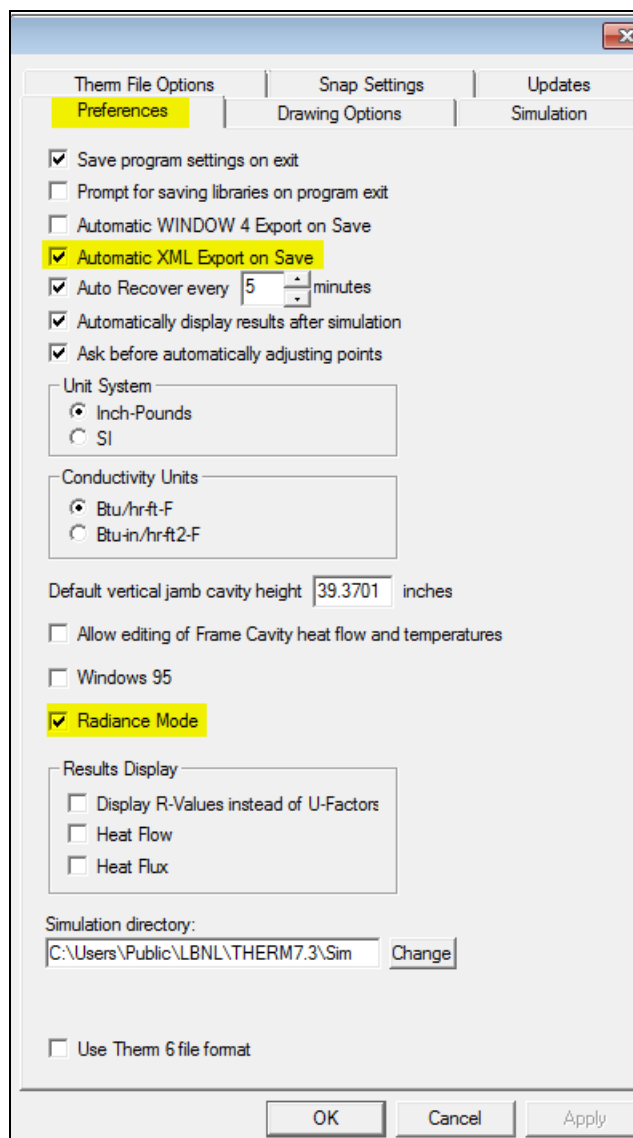 Therm File Options Snap Settings Updates
Preferences Drawing Options Simulation
Save program settings on exit
Prompt for saving libraries on program exit
Automatic WINDOW 4 Export on Save
Automatic XML Export on Save
Auto Recover every 5 minutes
Automatically display results after simulation
Ask before automatically adjusting points
Unit System
Inch-Pounds
SI
Conductivity Units
Btu/hr-ft-F
Btu-in/hr-ft2-F
Default vertical jamb cavity height 39.3701 inches
Allow editing of Frame Cavity heat flow and temperatures
Windows 95
Radiance Mode
Results Display
Display R-Values instead of U-Factors
Heat Flow
Heat Flux
Simulation directory:
C:\Users\Public\LBNL\THERM7.3\Sim Change
Use Therm 6 file format
OK Cancel Apply